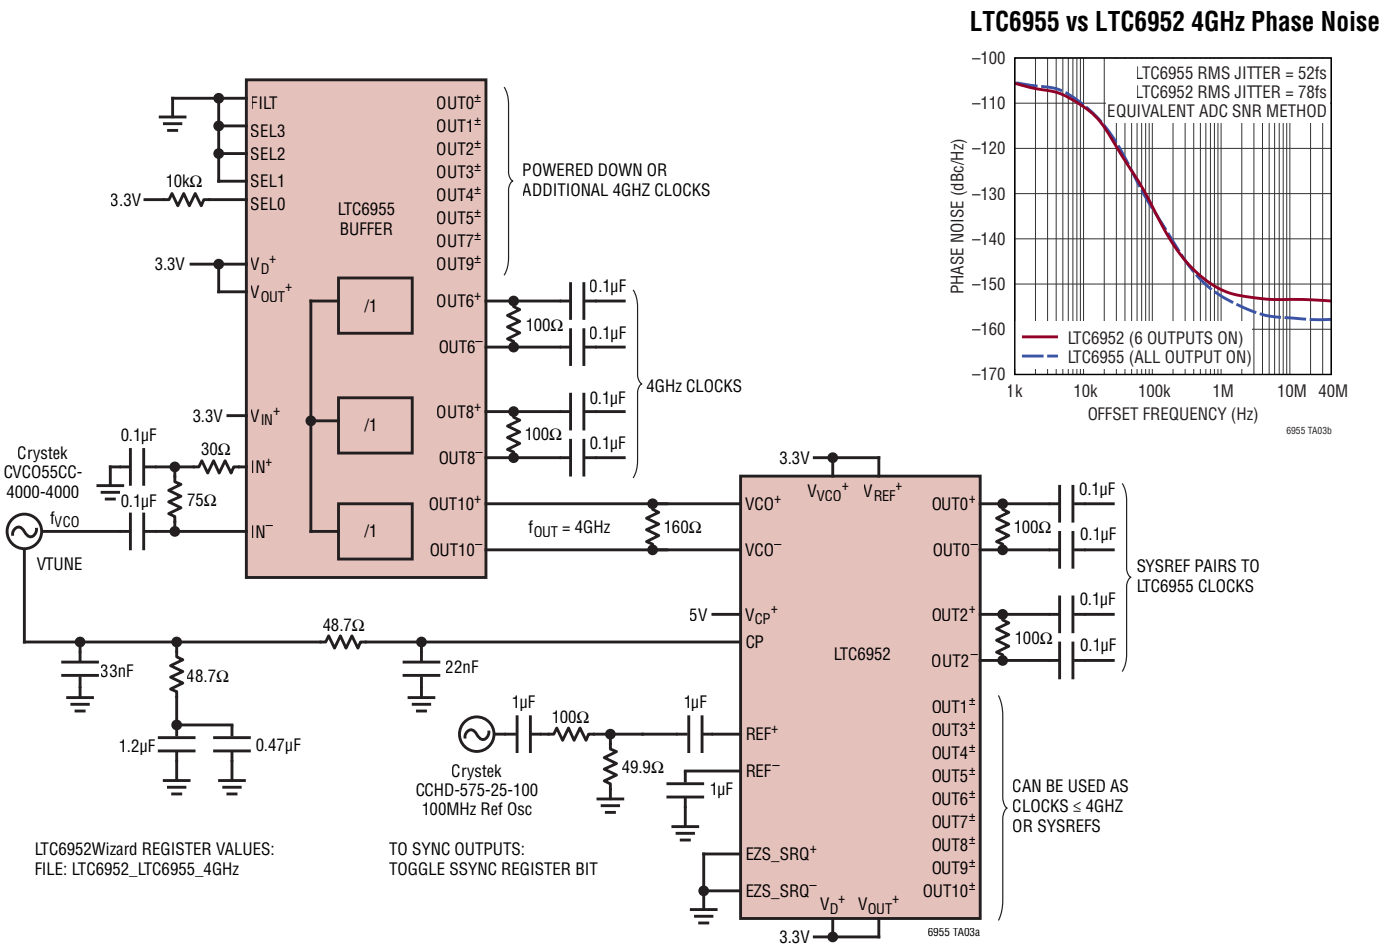 LTC6955 vs LTC6952 4GHz Phase Noise
–100
–110
–120
–130
–140
–150
–160
–170
PHASE NOISE (dBc/Hz)
LTC6955 RMS JITTER = 52fs
LTC6952 RMS JITTER = 78fs
EQUIVALENT ADC SNR METHOD
LTC6952 (6 OUTPUTS ON)
LTC6955 (ALL OUTPUT ON)
1k
10k
100k
1M
10M
40M
OFFSET FREQUENCY (Hz)
6955 TA03b
FILT
SEL3
SEL2
SEL1
SEL0
10kΩ
3.3V
3.3V
VD+
VOUT+
3.3V
VIN+
30Ω
IN+
IN–
0.1µF
0.1µF
75Ω
Crystek
CVCO55CC-
4000-4000
fVCO
VTUNE
LTC6955
BUFFER
/1
/1
/1
OUT0±
OUT1±
OUT2±
OUT3±
OUT4±
OUT5±
OUT7±
OUT9±
POWERED DOWN OR
ADDITIONAL 4GHZ CLOCKS
OUT6+
OUT6–
100Ω
0.1µF
0.1µF
OUT8+
OUT8–
100Ω
0.1µF
0.1µF
4GHz CLOCKS
OUT10+
OUT10–
fOUT = 4GHz
160Ω
3.3V
VVCO+
VREF+
VCO+
VCO–
5V
VCP+
CP
LTC6952
REF+
REF–
EZS_SRQ+
EZS_SRQ–
VD+
VOUT+
3.3V
OUT0+
OUT0–
100Ω
0.1µF
0.1µF
OUT2+
OUT2–
100Ω
0.1µF
0.1µF
SYSREF PAIRS TO
LTC6955 CLOCKS
OUT1±
OUT3±
OUT4±
OUT5±
OUT6±
OUT7±
OUT8±
OUT9±
OUT10±
CAN BE USED AS
CLOCKS ≤ 4GHZ
OR SYSREFS
6955 TA03a
48.7Ω
33nF
48.7Ω
22nF
1.2µF
0.47µF
1µF
100Ω
1µF
49.9Ω
1µF
Crystek
CCHD-575-25-100
100MHz Ref Osc
LTC6952Wizard REGISTER VALUES:
FILE: LTC6952_LTC6955_4GHz
TO SYNC OUTPUTS:
TOGGLE SSYNC REGISTER BIT